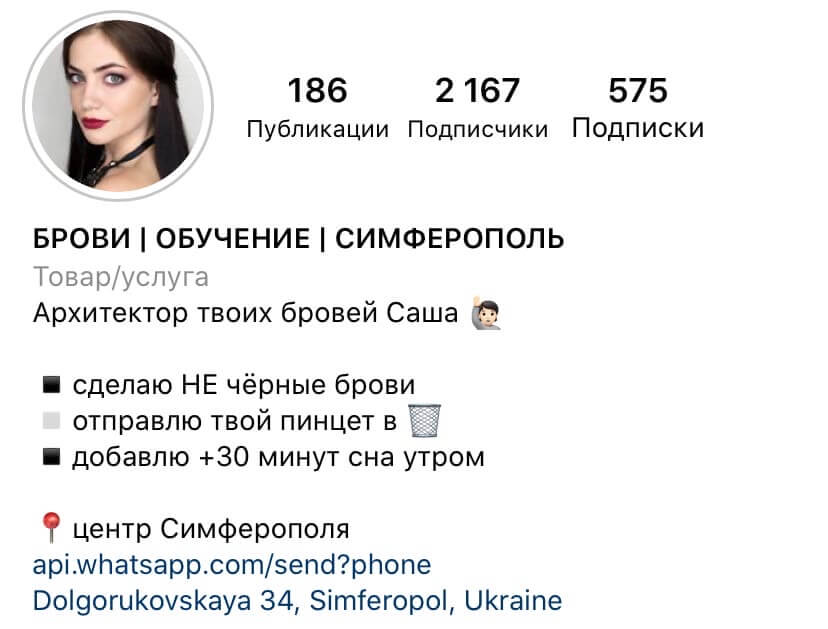 186 2 167 575
Публикации Подписчики Подписки
БРОВИ | ОБУЧЕНИЕ | СИМФЕРОПОЛЬ
Товар/услуга
Архитектор твоих бровей Саша 🙋🏻
◾ сделаю НЕ чёрные брови
◽ отправлю твой пинцет в 🗑
◾ добавлю +30 минут сна утром
📍 центр Симферополя
api.whatsapp.com/send?phone
Dolgorukovskaya 34, Simferopol, Ukraine